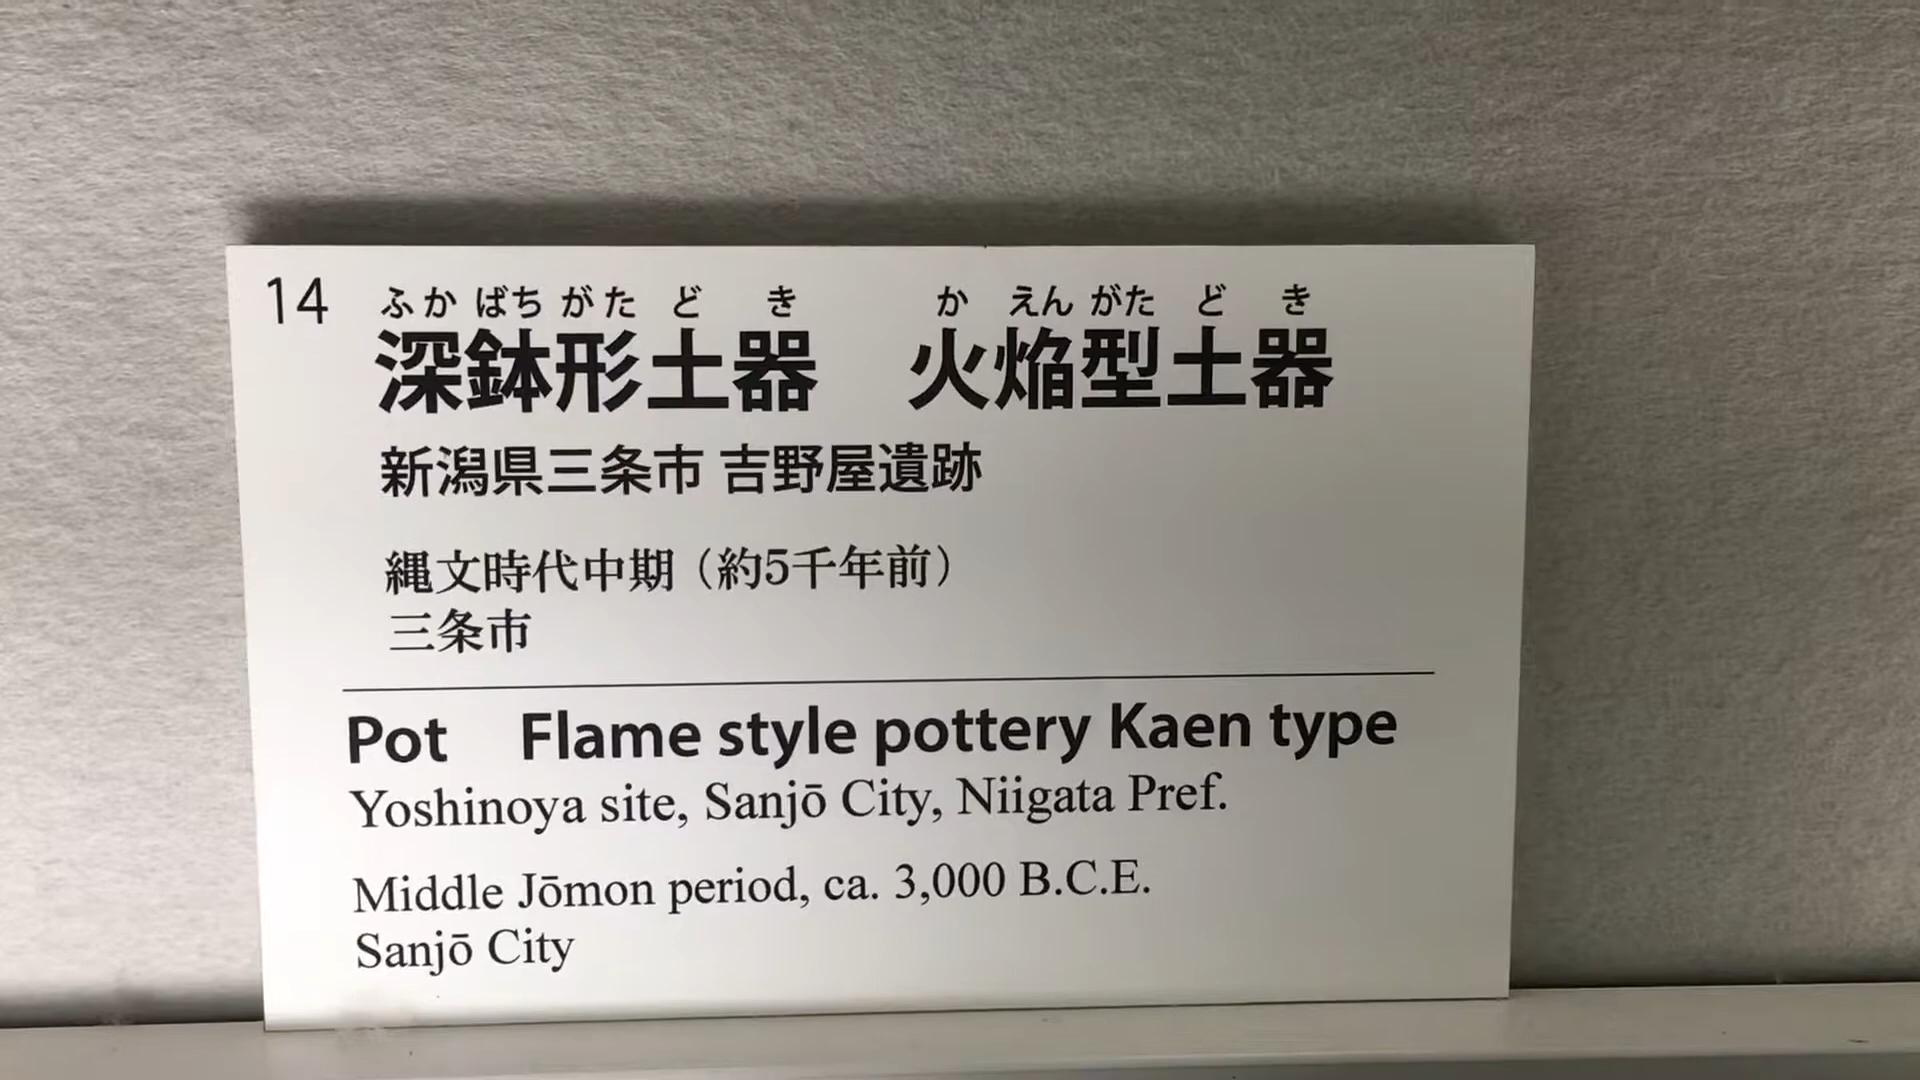 14
ふか ばち がた ど き　か えん がた ど き
深鉢形土器　火焔型土器
新潟県三条市 吉野屋遺跡
縄文時代中期（約5千年前）
三条市
Pot　Flame style pottery Kaen type
Yoshinoya site, Sanjō City, Niigata Pref.
Middle Jōmon period, ca. 3,000 B.C.E.
Sanjō City